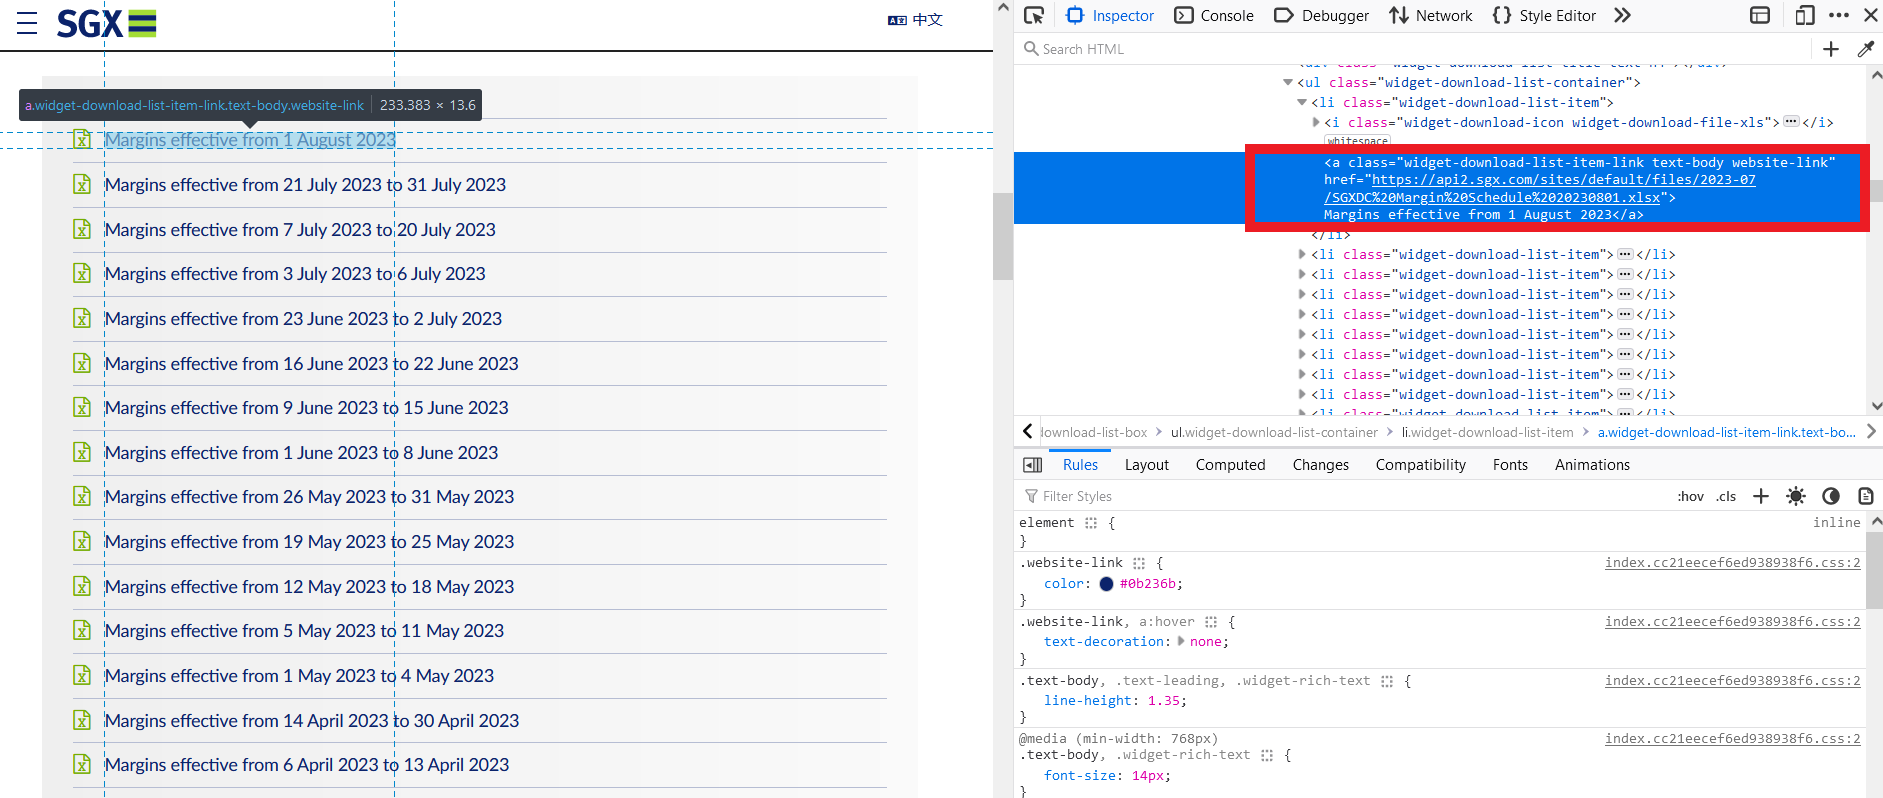 SGX
中文
a.widget-download-list-item-link.text-body.website-link 233.383 × 13.6
Margins effective from 1 August 2023
Margins effective from 21 July 2023 to 31 July 2023
Margins effective from 7 July 2023 to 20 July 2023
Margins effective from 3 July 2023 to 6 July 2023
Margins effective from 23 June 2023 to 2 July 2023
Margins effective from 16 June 2023 to 22 June 2023
Margins effective from 9 June 2023 to 15 June 2023
Margins effective from 1 June 2023 to 8 June 2023
Margins effective from 26 May 2023 to 31 May 2023
Margins effective from 19 May 2023 to 25 May 2023
Margins effective from 12 May 2023 to 18 May 2023
Margins effective from 5 May 2023 to 11 May 2023
Margins effective from 1 May 2023 to 4 May 2023
Margins effective from 14 April 2023 to 30 April 2023
Margins effective from 6 April 2023 to 13 April 2023
Inspector Console Debugger Network Style Editor
Search HTML
<ul class="widget-download-list-container">
<li class="widget-download-list-item">
<i class="widget-download-icon widget-download-file-xls">⋯</i>
whitespace
<a class="widget-download-list-item-link text-body website-link"
href="https://api2.sgx.com/sites/default/files/2023-07
/SGXDC%20Margin%20Schedule%2020230801.xlsx">
Margins effective from 1 August 2023</a>
</li>
<li class="widget-download-list-item">⋯</li>
<li class="widget-download-list-item">⋯</li>
<li class="widget-download-list-item">⋯</li>
<li class="widget-download-list-item">⋯</li>
<li class="widget-download-list-item">⋯</li>
<li class="widget-download-list-item">⋯</li>
<li class="widget-download-list-item">⋯</li>
<li class="widget-download-list-item">⋯</li>
<li class="widget-download-list-item">⋯</li>
download-list-box > ul.widget-download-list-container > li.widget-download-list-item > a.widget-download-list-item-link.text-bo...
Rules Layout Computed Changes Compatibility Fonts Animations
Filter Styles :hov .cls
element { inline
}
.website-link { index.cc21eecef6ed938938f6.css:2
color: #0b236b;
}
.website-link, a:hover { index.cc21eecef6ed938938f6.css:2
text-decoration: none;
}
.text-body, .text-leading, .widget-rich-text { index.cc21eecef6ed938938f6.css:2
line-height: 1.35;
}
@media (min-width: 768px) index.cc21eecef6ed938938f6.css:2
.text-body, .widget-rich-text {
font-size: 14px;
}